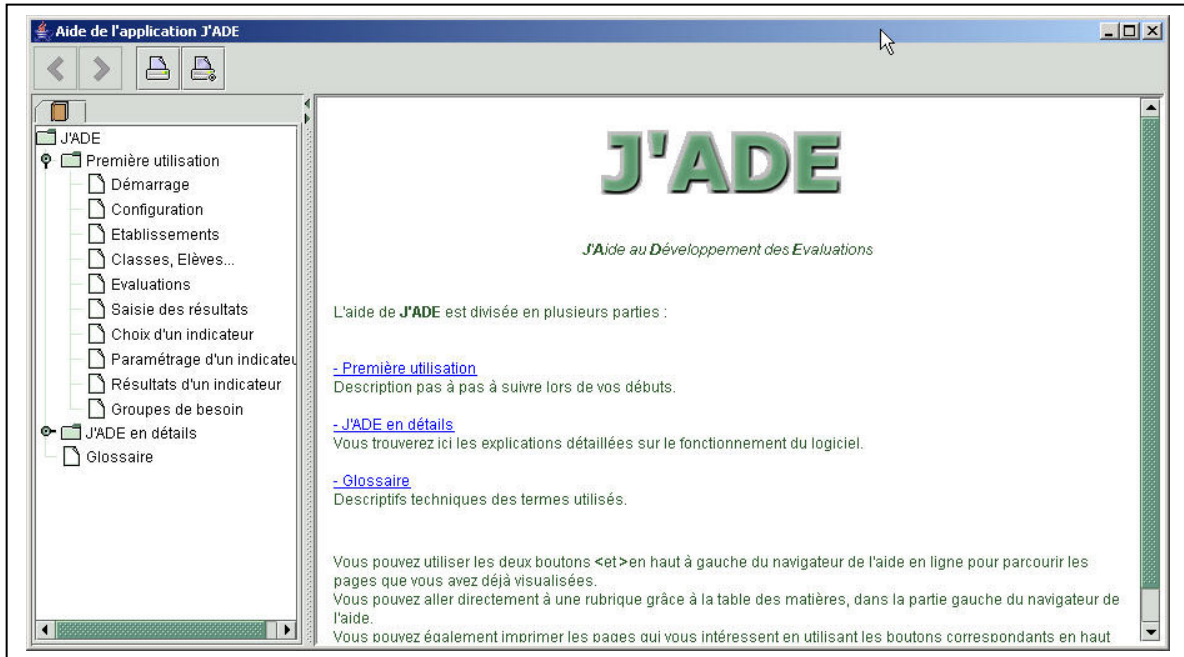 Aide de l'application J'ADE
J'ADE
Première utilisation
Démarrage
Configuration
Etablissements
Classes, Elèves...
Evaluations
Saisie des résultats
Choix d'un indicateur
Paramétrage d'un indicateu
Résultats d'un indicateur
Groupes de besoin
J'ADE en détails
Glossaire
J'ADE
J'Aide au Développement des Evaluations
L'aide de J'ADE est divisée en plusieurs parties :
- Première utilisation
Description pas à pas à suivre lors de vos débuts.
- J'ADE en détails
Vous trouverez ici les explications détaillées sur le fonctionnement du logiciel.
- Glossaire
Descriptifs techniques des termes utilisés.
Vous pouvez utiliser les deux boutons <et>en haut à gauche du navigateur de l'aide en ligne pour parcourir les
pages que vous avez déjà visualisées.
Vous pouvez aller directement à une rubrique grâce à la table des matières, dans la partie gauche du navigateur de
l'aide.
Vous pouvez également imprimer les pages qui vous intéressent en utilisant les boutons correspondants en haut